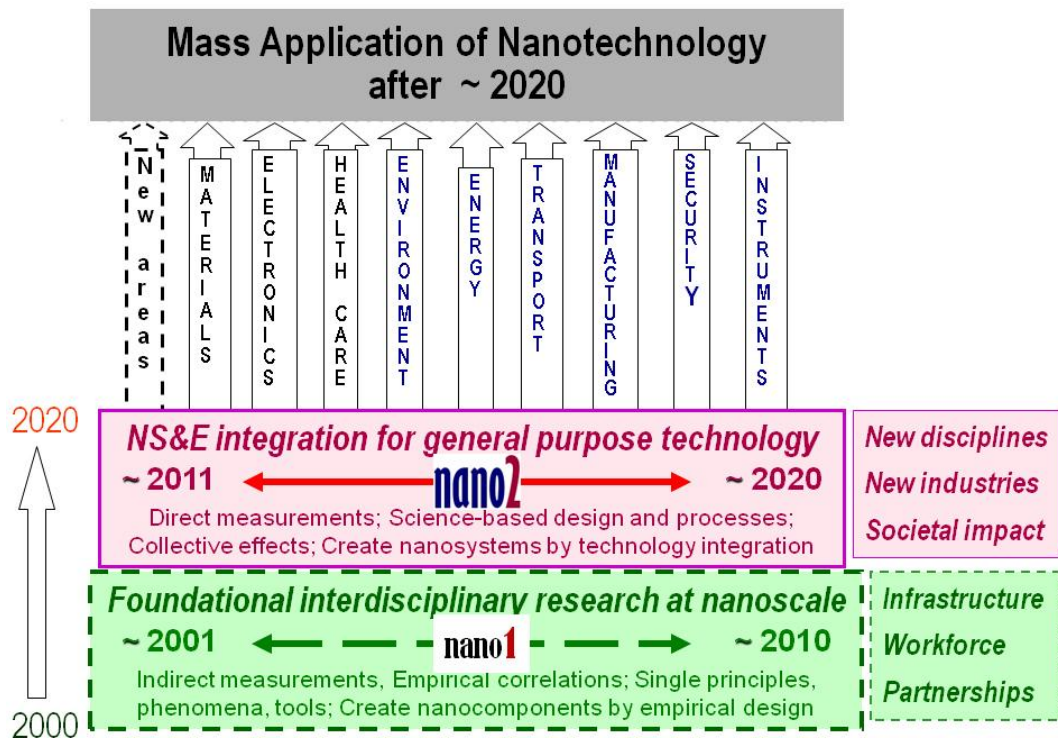 Mass Application of Nanotechnology
after ~ 2020
New areas
MATERIALS
ELECTRONICS
HEALTH CARE
ENVIRONMENT
ENERGY
TRANSPORT
MANUFACTURING
SECURITY
INSTRUMENTS
2020
NS&E integration for general purpose technology
~ 2011 nano2 ~ 2020
Direct measurements; Science-based design and processes;
Collective effects; Create nanosystems by technology integration
New disciplines
New industries
Societal impact
Foundational interdisciplinary research at nanoscale
~ 2001 nano1 ~ 2010
Indirect measurements, Empirical correlations; Single principles,
phenomena, tools; Create nanocomponents by empirical design
Infrastructure
Workforce
Partnerships
2000